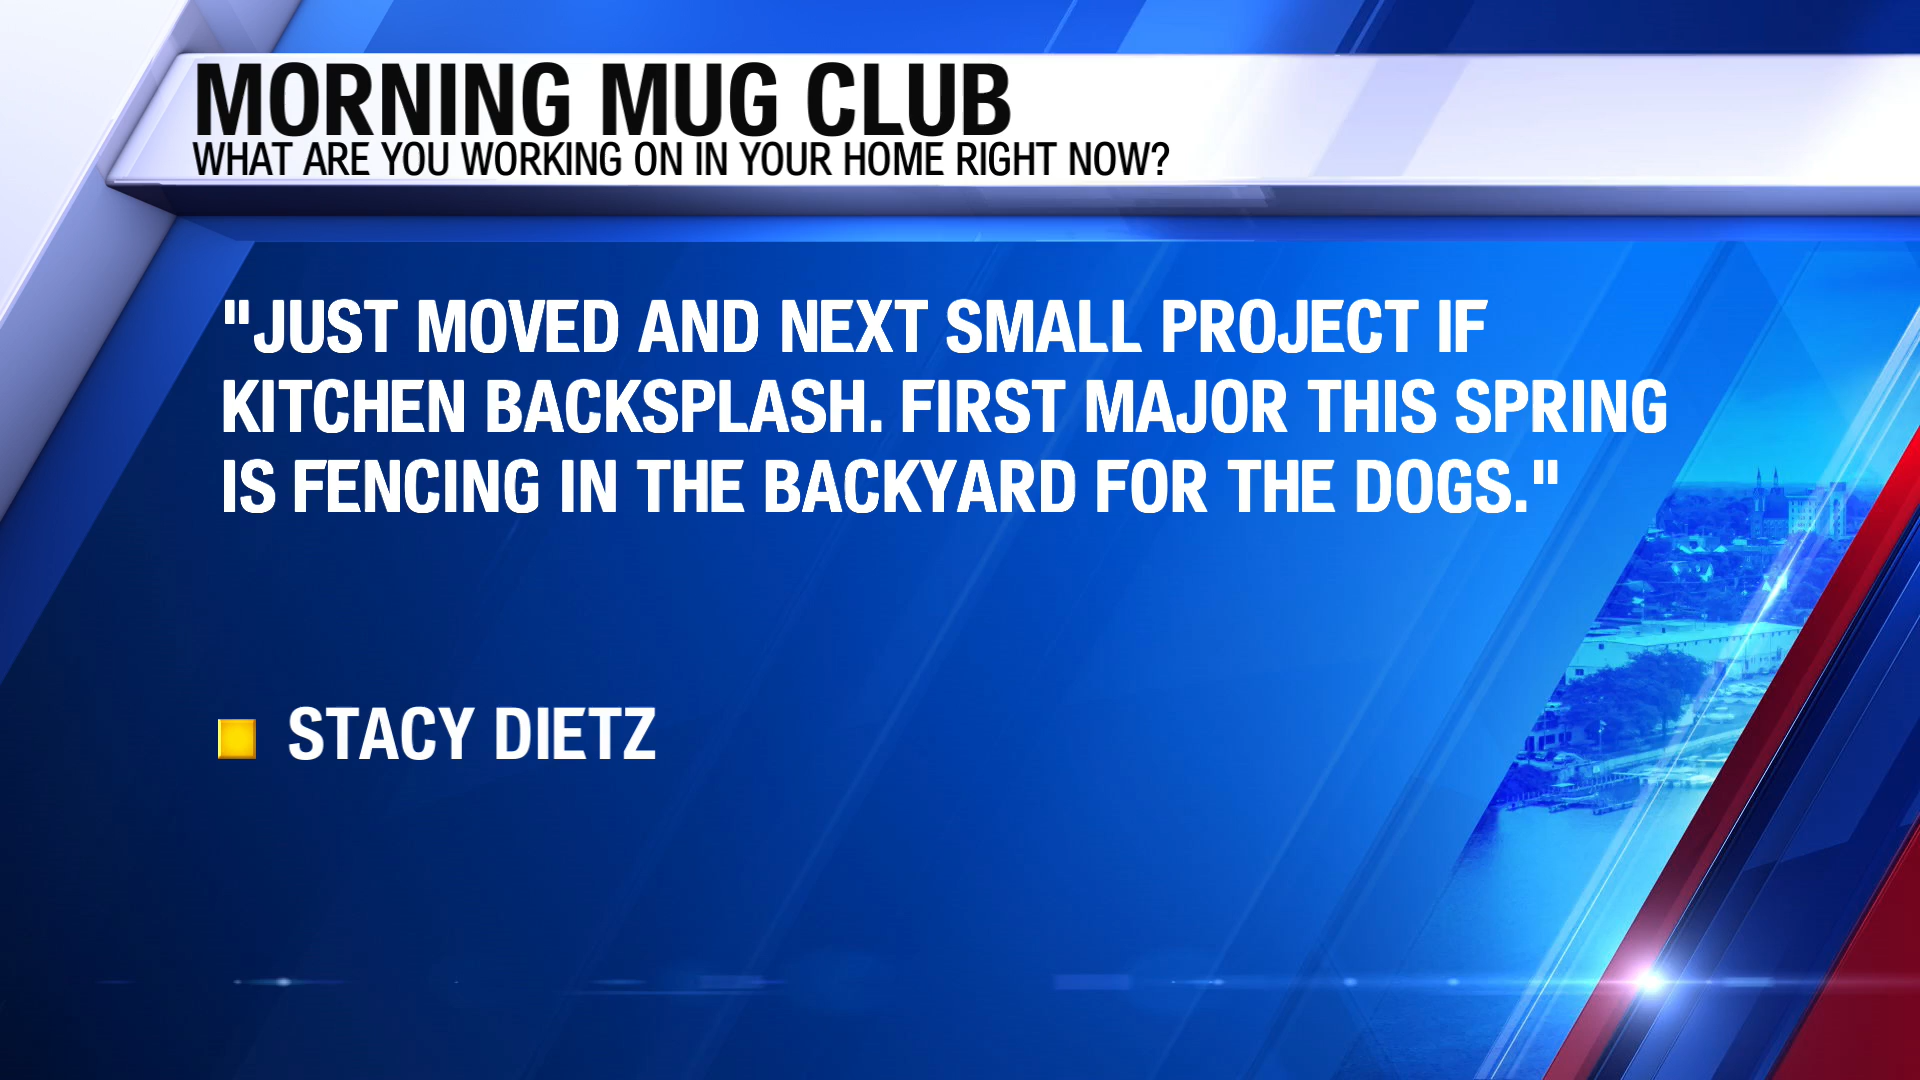 MORNING MUG CLUB
WHAT ARE YOU WORKING ON IN YOUR HOME RIGHT NOW?
"JUST MOVED AND NEXT SMALL PROJECT IF
KITCHEN BACKSPLASH. FIRST MAJOR THIS SPRING
IS FENCING IN THE BACKYARD FOR THE DOGS."
STACY DIETZ